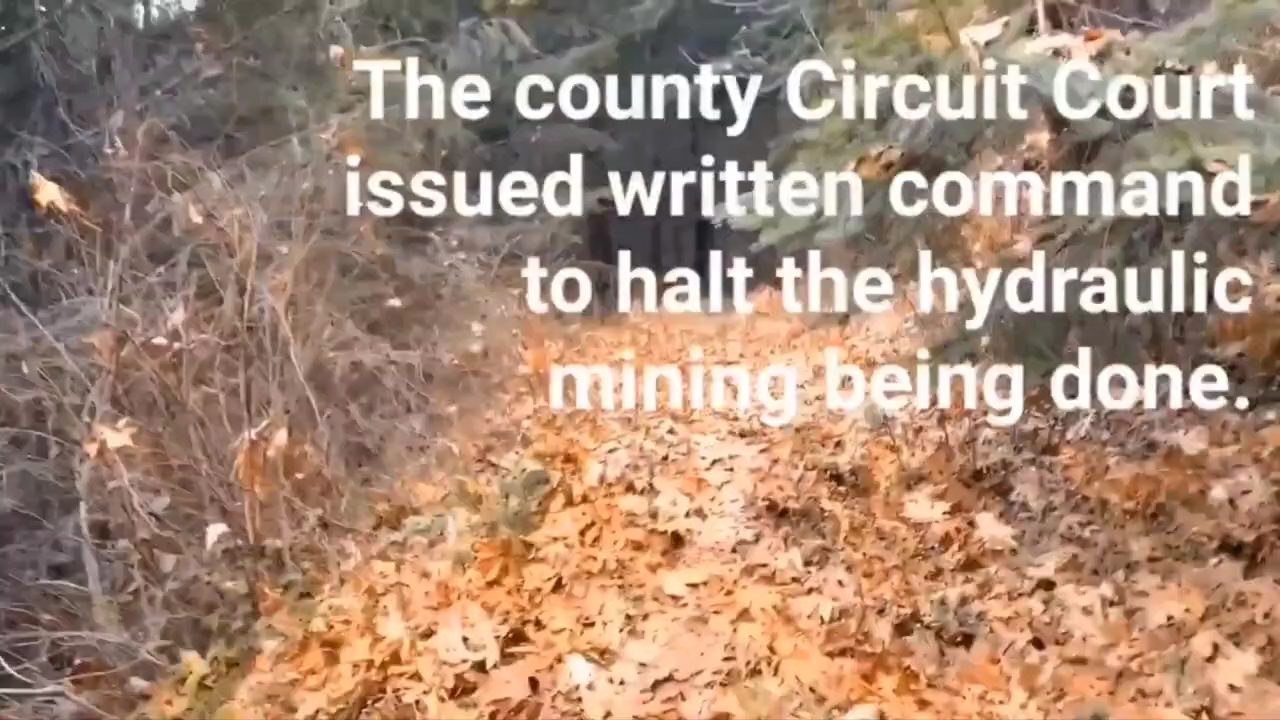 The county Circuit Court
issued written command
to halt the hydraulic
mining being done.